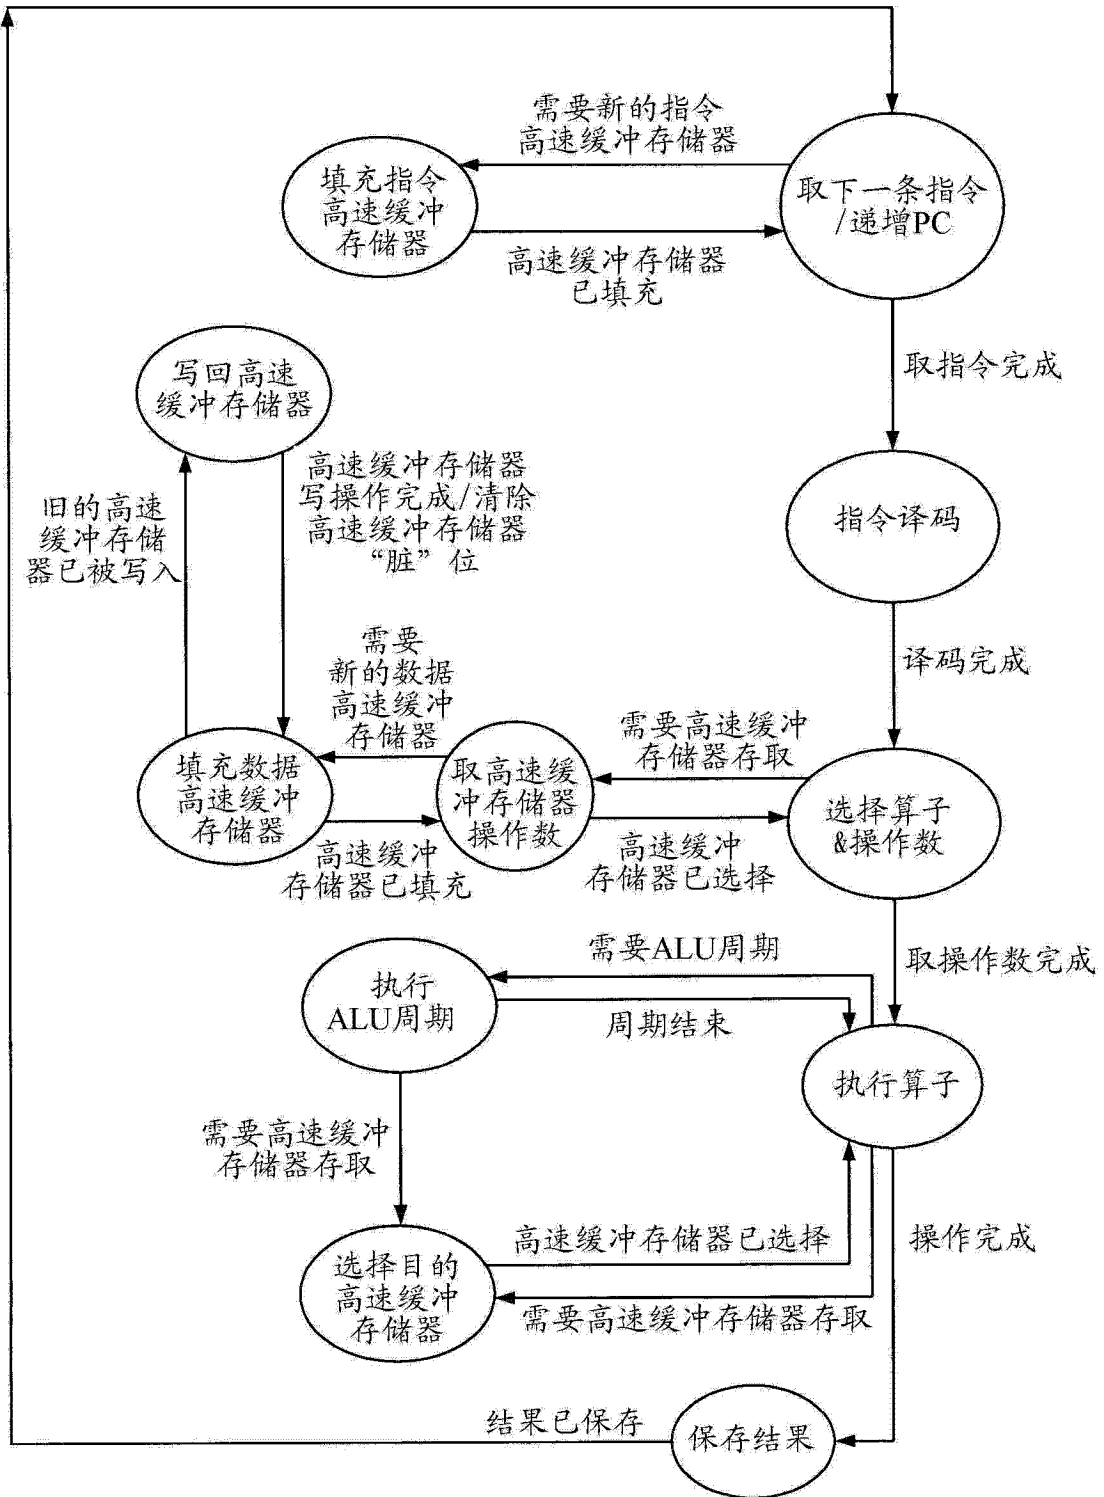 需要新的指令
高速缓冲存储器
填充指令
高速缓冲
存储器
取下一条指令
/递增PC
高速缓冲存储器
已填充
写回高速
缓冲存储器
取指令完成
高速缓冲存储器
写操作完成/清除
高速缓冲存储器
“脏”位
旧的高速
缓冲存储
器已被写入
指令译码
需要
新的数据
高速缓冲
存储器
译码完成
需要高速缓冲
存储器存取
填充数据
高速缓冲
存储器
取高速缓
冲存储器
操作数
选择算子
&操作数
高速缓冲
存储器已填充
高速缓冲
存储器已选择
需要ALU周期
取操作数完成
执行
ALU周期
周期结束
执行算子
需要高速缓冲
存储器存取
高速缓冲存储器已选择
操作完成
选择目的
高速缓冲
存储器
需要高速缓冲存储器存取
结果已保存
保存结果